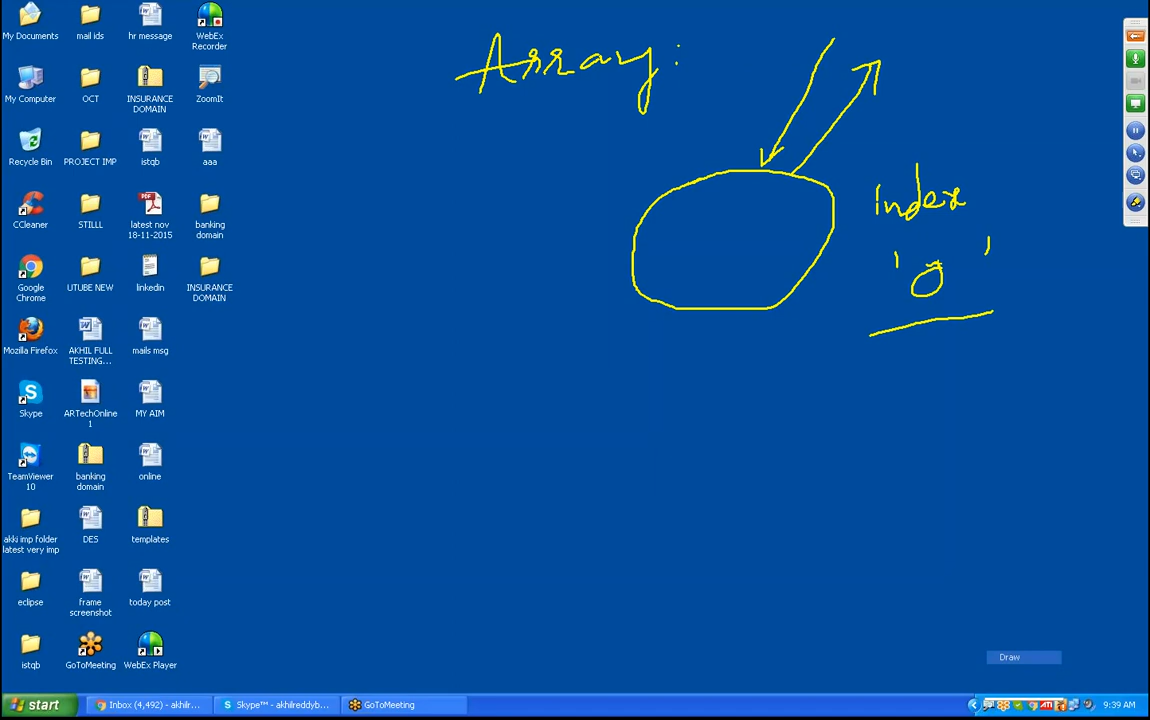 My Documents
mail ids
hr message
WebEx
Recorder
My Computer
OCT
INSURANCE
DOMAIN
ZoomIt
Recycle Bin
PROJECT IMP
istqb
aaa
CCleaner
STILLL
latest nov
18-11-2015
banking
domain
Google
Chrome
UTUBE NEW
linkedin
INSURANCE
DOMAIN
Mozilla Firefox
AKHIL FULL
TESTING...
mails msg
Skype
ARTechOnline
1
MY AIM
TeamViewer
10
banking
domain
online
akki imp folder
latest very imp
DES
templates
eclipse
frame
screenshot
today post
istqb
GoToMeeting
WebEx Player
Array:
index
'0'
Draw
start
Inbox (4,492) - akhilr...
Skype™ - akhilreddyb...
GoToMeeting
ATI
9:39 AM